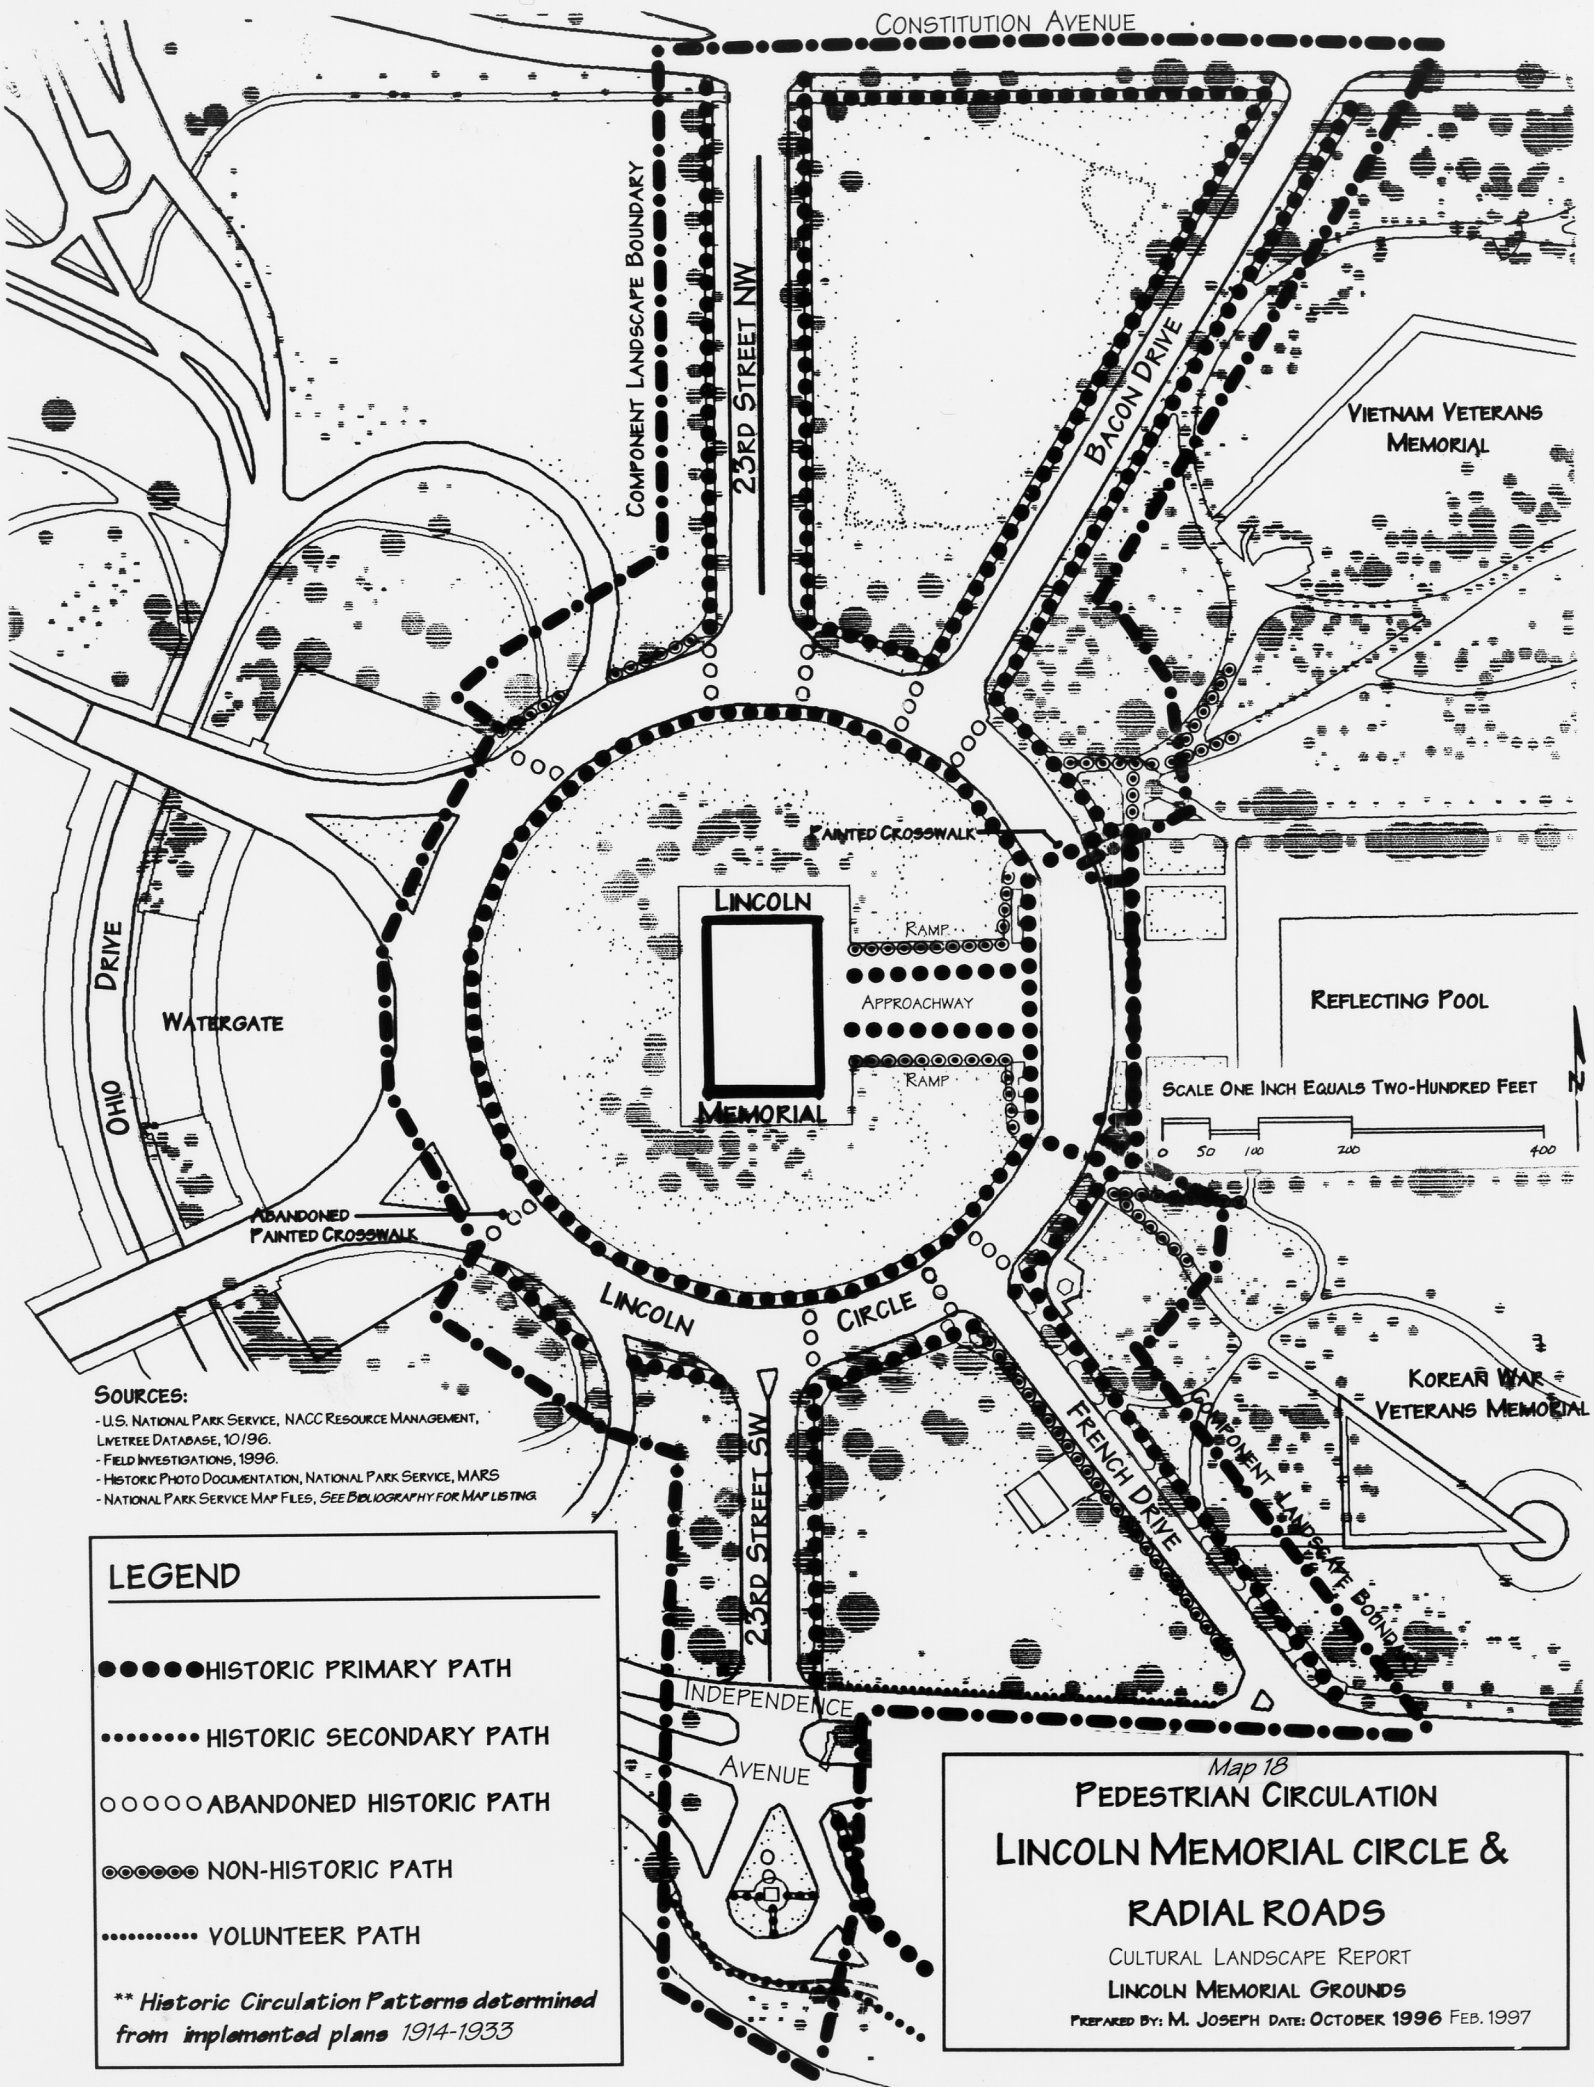 CONSTITUTION AVENUE
COMPONENT LANDSCAPE BOUNDARY
23RD STREET NW
BACON DRIVE
VIETNAM VETERANS
MEMORIAL
PAINTED CROSSWALK
LINCOLN
MEMORIAL
RAMP
APPROACHWAY
RAMP
OHIO DRIVE
WATERGATE
REFLECTING POOL
SCALE ONE INCH EQUALS TWO-HUNDRED FEET
0 50 100 200 400
N
ABANDONED
PAINTED CROSSWALK
LINCOLN CIRCLE
KOREAN WAR
VETERANS MEMORIAL
COMPONENT LANDSCAPE BOUNDARY
FRENCH DRIVE
23RD STREET SW
INDEPENDENCE
AVENUE
SOURCES:
- U.S. NATIONAL PARK SERVICE, NACC RESOURCE MANAGEMENT,
LIVETREE DATABASE, 10/96.
- FIELD INVESTIGATIONS, 1996.
- HISTORIC PHOTO DOCUMENTATION, NATIONAL PARK SERVICE, MARS
- NATIONAL PARK SERVICE MAP FILES, SEE BIBLIOGRAPHY FOR MAP LISTING.
LEGEND
HISTORIC PRIMARY PATH
HISTORIC SECONDARY PATH
ABANDONED HISTORIC PATH
NON-HISTORIC PATH
VOLUNTEER PATH
** Historic Circulation Patterns determined
from implemented plans 1914-1933
Map 18
PEDESTRIAN CIRCULATION
LINCOLN MEMORIAL CIRCLE &
RADIAL ROADS
CULTURAL LANDSCAPE REPORT
LINCOLN MEMORIAL GROUNDS
PREPARED BY: M. JOSEPH DATE: OCTOBER 1996 FEB. 1997